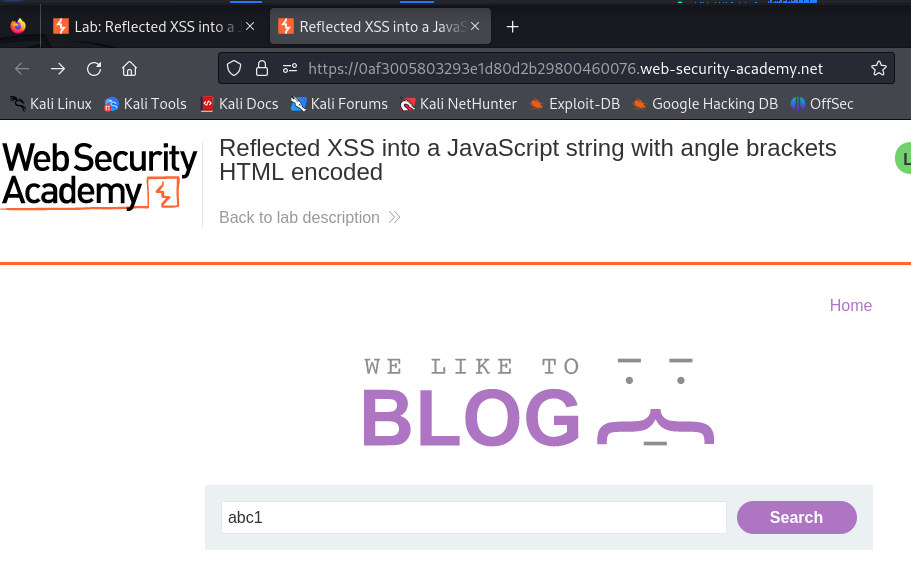 Lab: Reflected XSS into a J
Reflected XSS into a JavaS
https://0af3005803293e1d80d2b29800460076.web-security-academy.net
Kali Linux Kali Tools Kali Docs Kali Forums Kali NetHunter Exploit-DB Google Hacking DB OffSec
Web Security
Academy
Reflected XSS into a JavaScript string with angle brackets
HTML encoded
L
Back to lab description
Home
WE LIKE TO
BLOG
abc1
Search